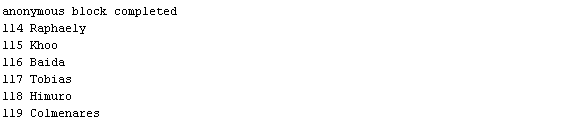 anonymous block completed
114 Raphaely
115 Khoo
116 Baida
117 Tobias
118 Himuro
119 Colmenares